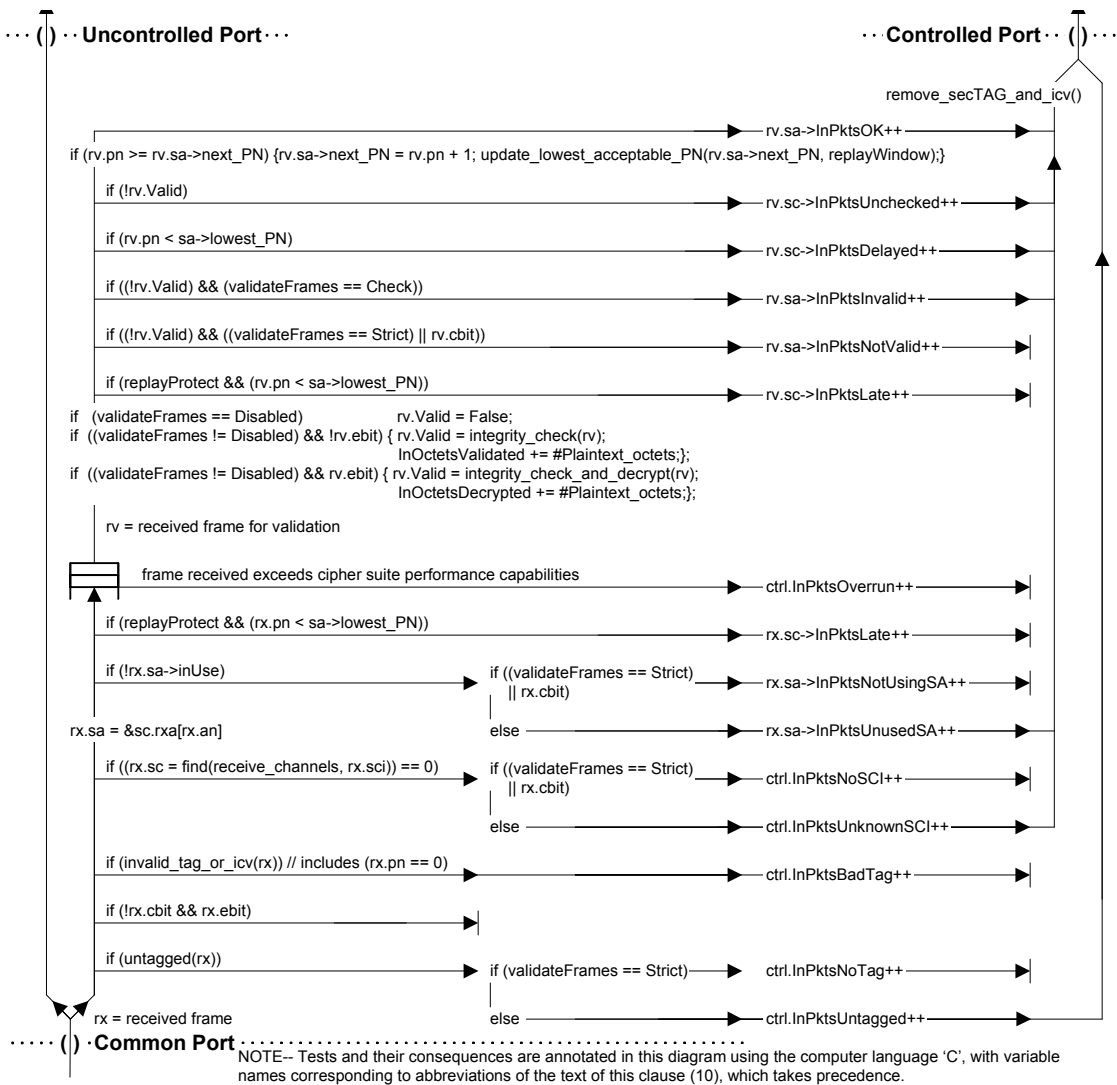 ··· ( ) ·· Uncontrolled Port ···
·· Controlled Port ·· ( ) ···
remove_secTAG_and_icv()
rv.sa->InPktsOK++
if (rv.pn >= rv.sa->next_PN) {rv.sa->next_PN = rv.pn + 1; update_lowest_acceptable_PN(rv.sa->next_PN, replayWindow);}
if (!rv.Valid) rv.sc->InPktsUnchecked++
if (rv.pn < sa->lowest_PN) rv.sc->InPktsDelayed++
if ((!rv.Valid) && (validateFrames == Check)) rv.sa->InPktsInvalid++
if ((!rv.Valid) && ((validateFrames == Strict) || rv.cbit)) rv.sa->InPktsNotValid++
if (replayProtect && (rv.pn < sa->lowest_PN)) rv.sc->InPktsLate++
if (validateFrames == Disabled) rv.Valid = False;
if ((validateFrames != Disabled) && !rv.ebit) { rv.Valid = integrity_check(rv);
InOctetsValidated += #Plaintext_octets;};
if ((validateFrames != Disabled) && rv.ebit) { rv.Valid = integrity_check_and_decrypt(rv);
InOctetsDecrypted += #Plaintext_octets;};
rv = received frame for validation
frame received exceeds cipher suite performance capabilities ctrl.InPktsOverrun++
if (replayProtect && (rx.pn < sa->lowest_PN)) rx.sc->InPktsLate++
if (!rx.sa->inUse) if ((validateFrames == Strict)
|| rx.cbit) rx.sa->InPktsNotUsingSA++
rx.sa = &sc.rxa[rx.an] else rx.sa->InPktsUnusedSA++
if ((rx.sc = find(receive_channels, rx.sci)) == 0) if ((validateFrames == Strict)
|| rx.cbit) ctrl.InPktsNoSCI++
else ctrl.InPktsUnknownSCI++
if (invalid_tag_or_icv(rx)) // includes (rx.pn == 0) ctrl.InPktsBadTag++
if (!rx.cbit && rx.ebit)
if (untagged(rx)) if (validateFrames == Strict) ctrl.InPktsNoTag++
rx = received frame else ctrl.InPktsUntagged++
····· ( ) · Common Port ·····
NOTE-- Tests and their consequences are annotated in this diagram using the computer language ‘C’, with variable
names corresponding to abbreviations of the text of this clause (10), which takes precedence.